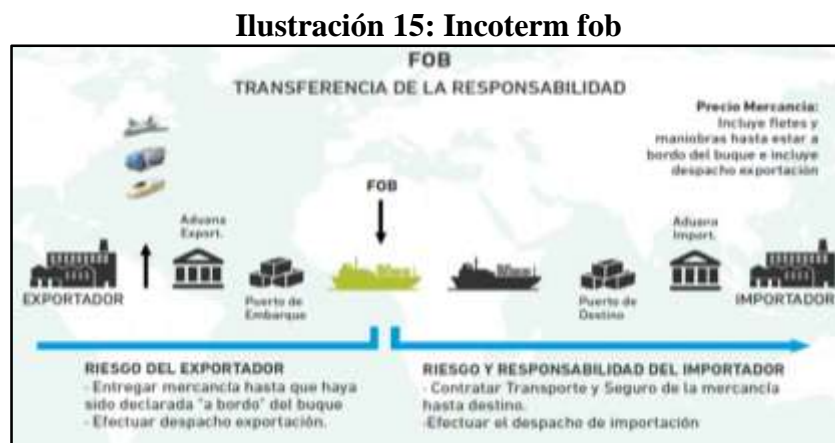 Ilustración 15: Incoterm fob
FOB
TRANSFERENCIA DE LA RESPONSABILIDAD
Precio Mercancia:
Incluye fletes y
maniobras hasta estar a
bordo del buque e incluye
despacho exportación
FOB
Aduana
Export.
Aduana
Import.
EXPORTADOR
Puerto de
Embarque
Puerto de
Destino
IMPORTADOR
RIESGO DEL EXPORTADOR
- Entregar mercancía hasta que haya
sido declarada "a bordo" del buque
- Efectuar despacho exportación.
RIESGO Y RESPONSABILIDAD DEL IMPORTADOR
- Contratar Transporte y Seguro de la mercancía
hasta destino.
-Efectuar el despacho de importación